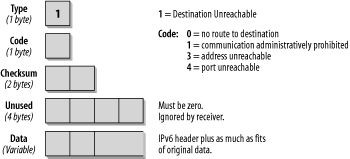 Type
(1 byte)
1
1 = Destination Unreachable
Code
(1 byte)
Code: 0 = no route to destination
1 = communication administratively prohibited
3 = address unreachable
4 = port unreachable
Checksum
(2 bytes)
Unused
(4 bytes)
Must be zero.
Ignored by receiver.
Data
(Variable)
IPv6 header plus as much as fits
of original data.